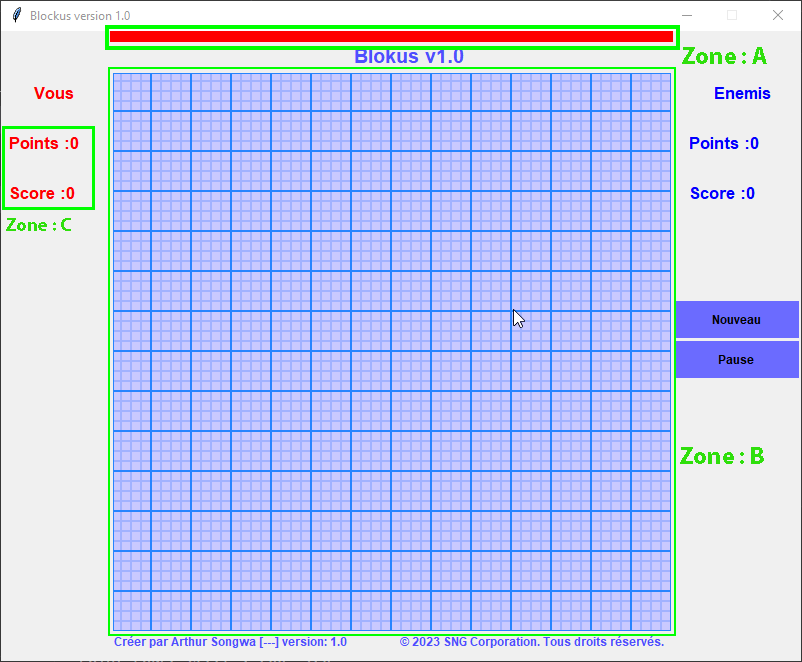 Blockus version 1.0
Blokus v1.0
Zone : A
Vous
Enemis
Points :0
Points :0
Score :0
Score :0
Zone : C
Nouveau
Pause
Zone : B
Créer par Arthur Songwa [---] version: 1.0
© 2023 SNG Corporation. Tous droits réservés.